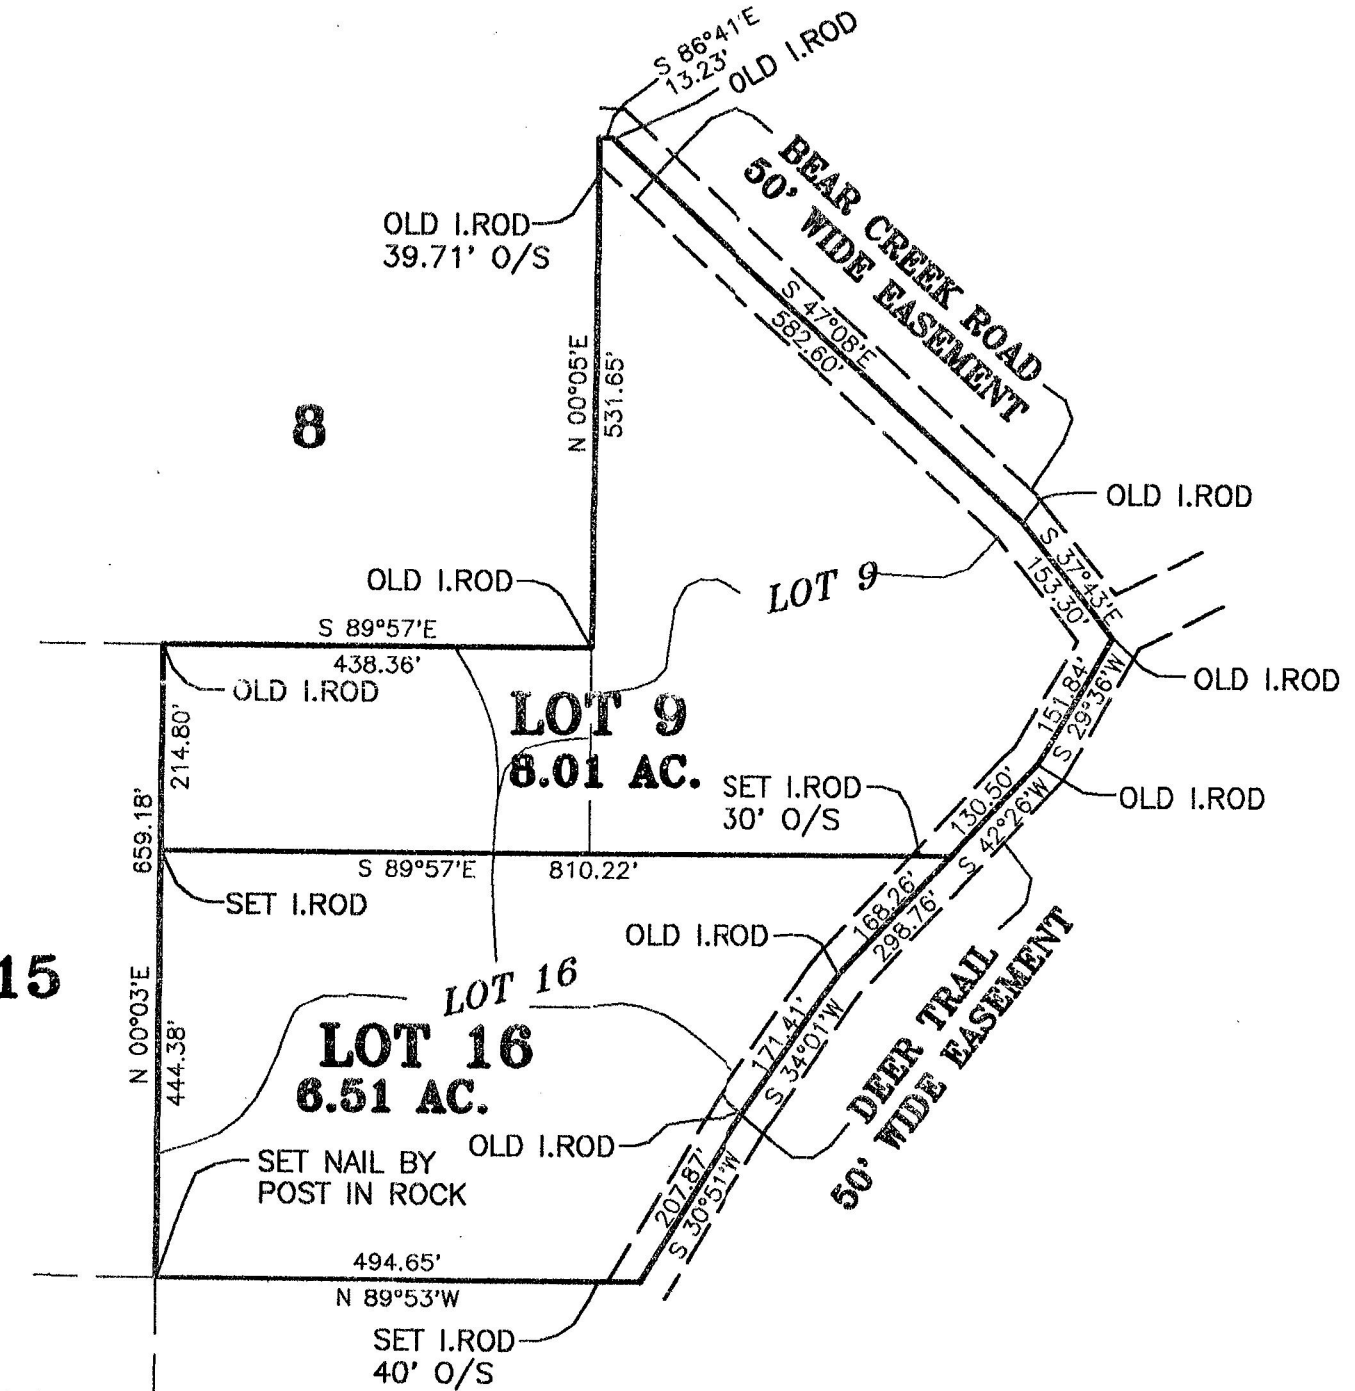 S 86°41'E
13.23'
OLD I.ROD
BEAR CREEK ROAD
50' WIDE EASEMENT
OLD I.ROD
39.71' O/S
S 47°08'E
582.60'
N 00°05'E
531.65'
8
OLD I.ROD
S 37°43'E
153.30'
OLD I.ROD
LOT 9
S 89°57'E
438.36'
OLD I.ROD
OLD I.ROD
LOT 9
8.01 AC.
151.84'
S 29°36'W
214.80'
659.18'
SET I.ROD
30' O/S
130.50'
S 42°26'W
OLD I.ROD
S 89°57'E
810.22'
SET I.ROD
168.26'
298.76'
OLD I.ROD
15
LOT 16
LOT 16
6.51 AC.
N 00°03'E
444.38'
171.41'
S 34°01'W
DEER TRAIL
50' WIDE EASEMENT
OLD I.ROD
SET NAIL BY
POST IN ROCK
207.87'
S 30°51'W
494.65'
N 89°53'W
SET I.ROD
40' O/S